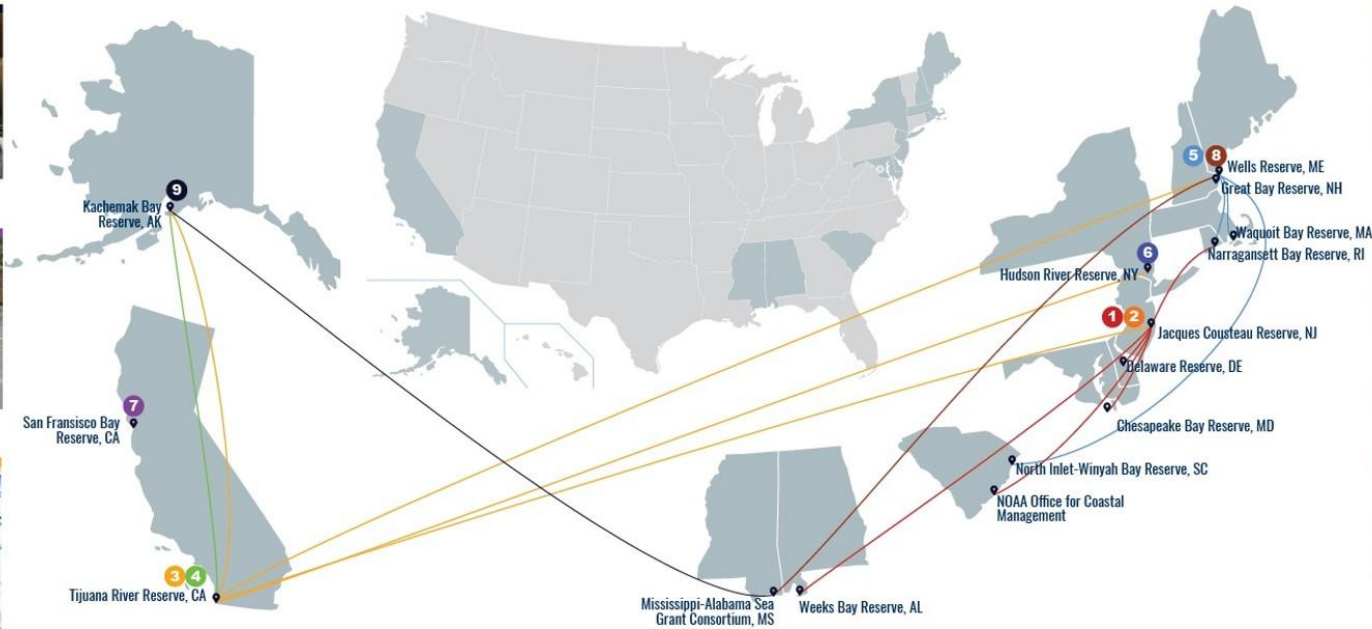 9
Kachemak Bay
Reserve, AK
7
San Fransisco Bay
Reserve, CA
3 4
Tijuana River Reserve, CA
5 8
Wells Reserve, ME
Great Bay Reserve, NH
Waquoit Bay Reserve, MA
Narragansett Bay Reserve, RI
6
Hudson River Reserve, NY
1 2
Jacques Cousteau Reserve, NJ
Delaware Reserve, DE
Chesapeake Bay Reserve, MD
North Inlet-Winyah Bay Reserve, SC
NOAA Office for Coastal
Management
Mississippi-Alabama Sea
Grant Consortium, MS
Weeks Bay Reserve, AL